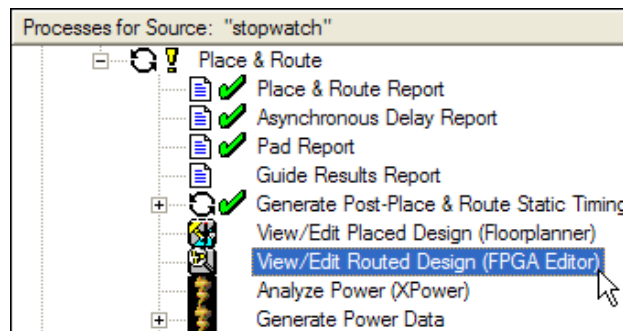 Processes for Source: "stopwatch"
Place & Route
Place & Route Report
Asynchronous Delay Report
Pad Report
Guide Results Report
Generate Post-Place & Route Static Timing
View/Edit Placed Design (Floorplanner)
View/Edit Routed Design (FPGA Editor)
Analyze Power (XPower)
Generate Power Data